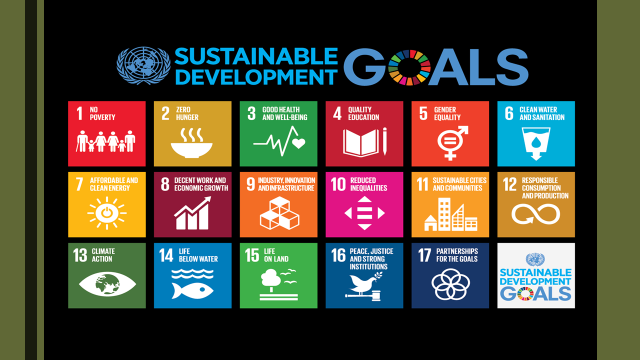 SUSTAINABLE
DEVELOPMENT
GOALS
1 NO
POVERTY
2 ZERO
HUNGER
3 GOOD HEALTH
AND WELL-BEING
4 QUALITY
EDUCATION
5 GENDER
EQUALITY
6 CLEAN WATER
AND SANITATION
7 AFFORDABLE AND
CLEAN ENERGY
8 DECENT WORK AND
ECONOMIC GROWTH
9 INDUSTRY, INNOVATION
AND INFRASTRUCTURE
10 REDUCED
INEQUALITIES
11 SUSTAINABLE CITIES
AND COMMUNITIES
12 RESPONSIBLE
CONSUMPTION
AND PRODUCTION
13 CLIMATE
ACTION
14 LIFE
BELOW WATER
15 LIFE
ON LAND
16 PEACE, JUSTICE
AND STRONG
INSTITUTIONS
17 PARTNERSHIPS
FOR THE GOALS
SUSTAINABLE
DEVELOPMENT
GOALS